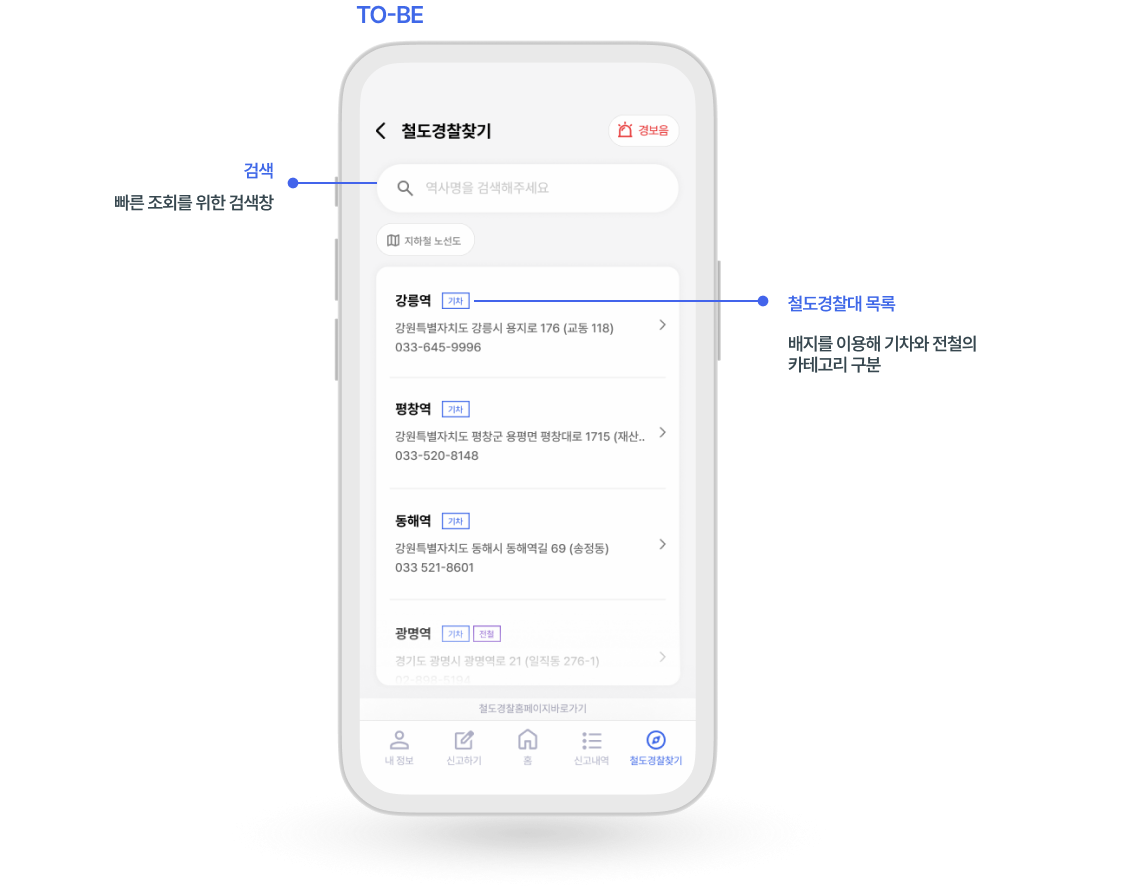 TO-BE
철도경찰찾기
경보음
검색
빠른 조회를 위한 검색창
역사명을 검색해주세요
지하철 노선도
강릉역 기차
강원특별자치도 강릉시 용지로 176 (교동 118)
033-645-9996
철도경찰대 목록
배지를 이용해 기차와 전철의
카테고리 구분
평창역 기차
강원특별자치도 평창군 용평면 평창대로 1715 (재산..
033-520-8148
동해역 기차
강원특별자치도 동해시 동해역길 69 (송정동)
033 521-8601
광명역 기차 전철
경기도 광명시 광명역로 21 (일직동 276-1)
02-898-5194
철도경찰홈페이지바로가기
내 정보
신고하기
홈
신고내역
철도경찰찾기